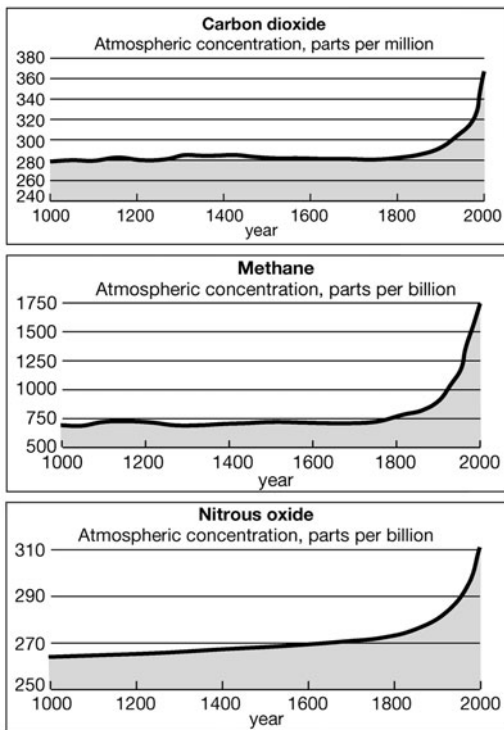 Carbon dioxide
Atmospheric concentration, parts per million
380
360
340
320
300
280
260
240
1000 1200 1400 1600 1800 2000
year
Methane
Atmospheric concentration, parts per billion
1750
1500
1250
1000
750
500
1000 1200 1400 1600 1800 2000
year
Nitrous oxide
Atmospheric concentration, parts per billion
310
290
270
250
1000 1200 1400 1600 1800 2000
year